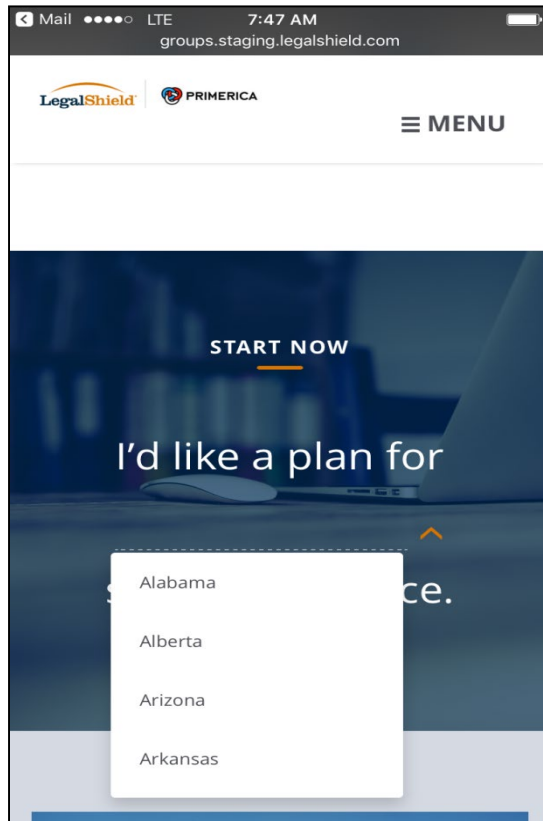 Mail LTE 7:47 AM
groups.staging.legalshield.com
LegalShield PRIMERICA
MENU
START NOW
I’d like a plan for
s ce.
Alabama
Alberta
Arizona
Arkansas